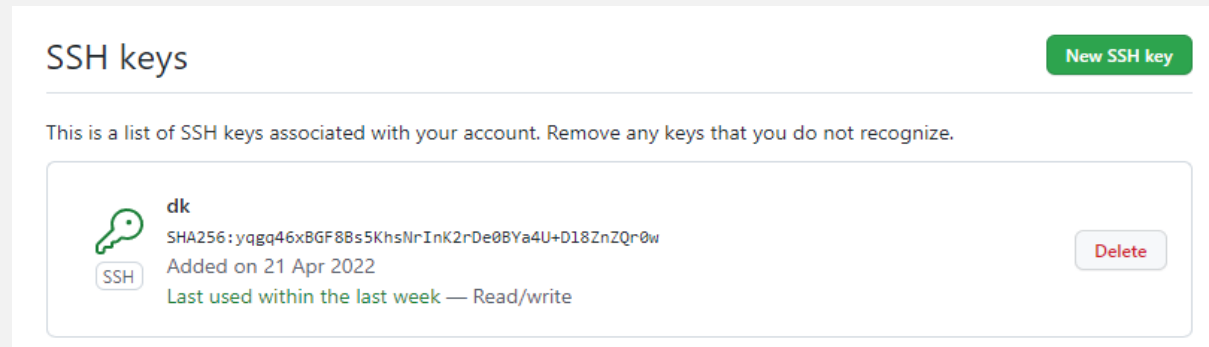 SSH keys
New SSH key
This is a list of SSH keys associated with your account. Remove any keys that you do not recognize.
dk
SHA256:yqgq46xBGF8Bs5KhsNrInK2rDe0BYa4U+Dl8ZnZQr0w
SSH
Added on 21 Apr 2022
Last used within the last week — Read/write
Delete